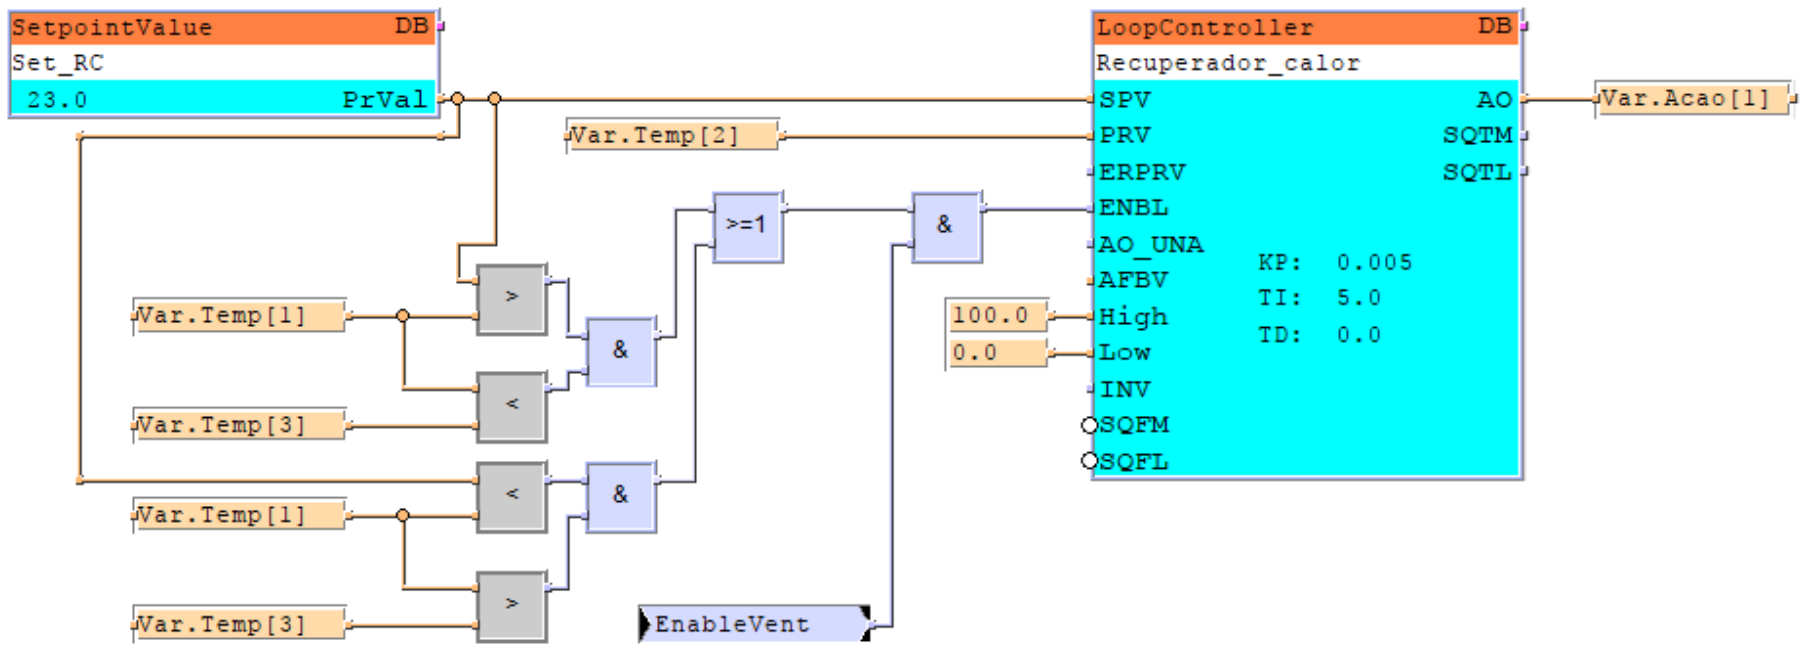 SetpointValue DB
Set_RC
23.0 PrVal
LoopController DB
Recuperador_calor
SPV AO
PRV SQTM
ERPRV SQTL
ENBL
AO_UNA
AFBV
High
Low
INV
SQFM
SQFL
KP: 0.005
TI: 5.0
TD: 0.0
Var.Acao[1]
Var.Temp[2]
>=1
&
>
Var.Temp[1]
&
<
Var.Temp[3]
100.0
0.0
<
&
Var.Temp[1]
>
Var.Temp[3]
EnableVent